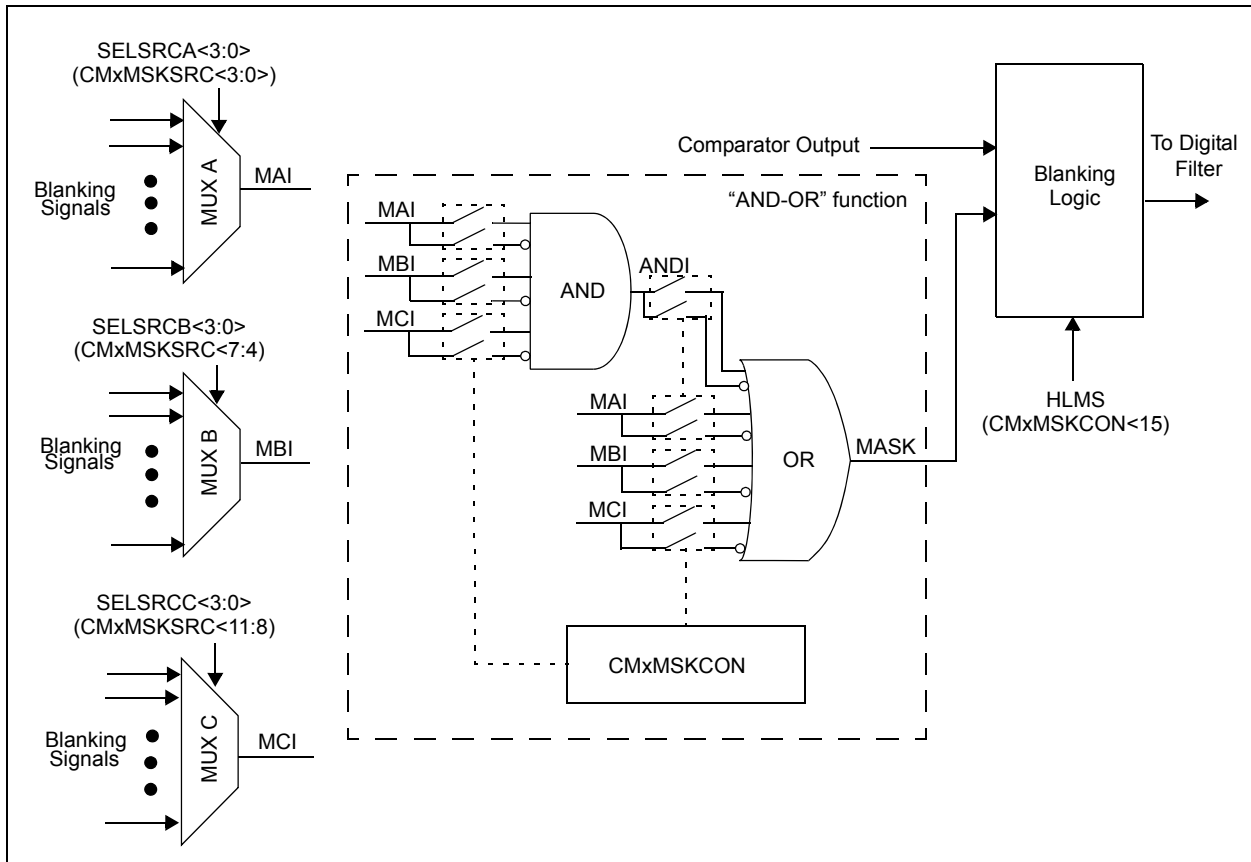 SELSRCA<3:0>
(CMxMSKSRC<3:0>)
Blanking
Signals
MUX A
MAI
SELSRCB<3:0>
(CMxMSKSRC<7:4)
Blanking
Signals
MUX B
MBI
SELSRCC<3:0>
(CMxMSKSRC<11:8)
Blanking
Signals
MUX C
MCI
“AND-OR” function
MAI
MBI
MCI
AND
ANDI
MAI
MBI
MCI
OR
MASK
CMxMSKCON
Comparator Output
Blanking
Logic
To Digital
Filter
HLMS
(CMxMSKCON<15)